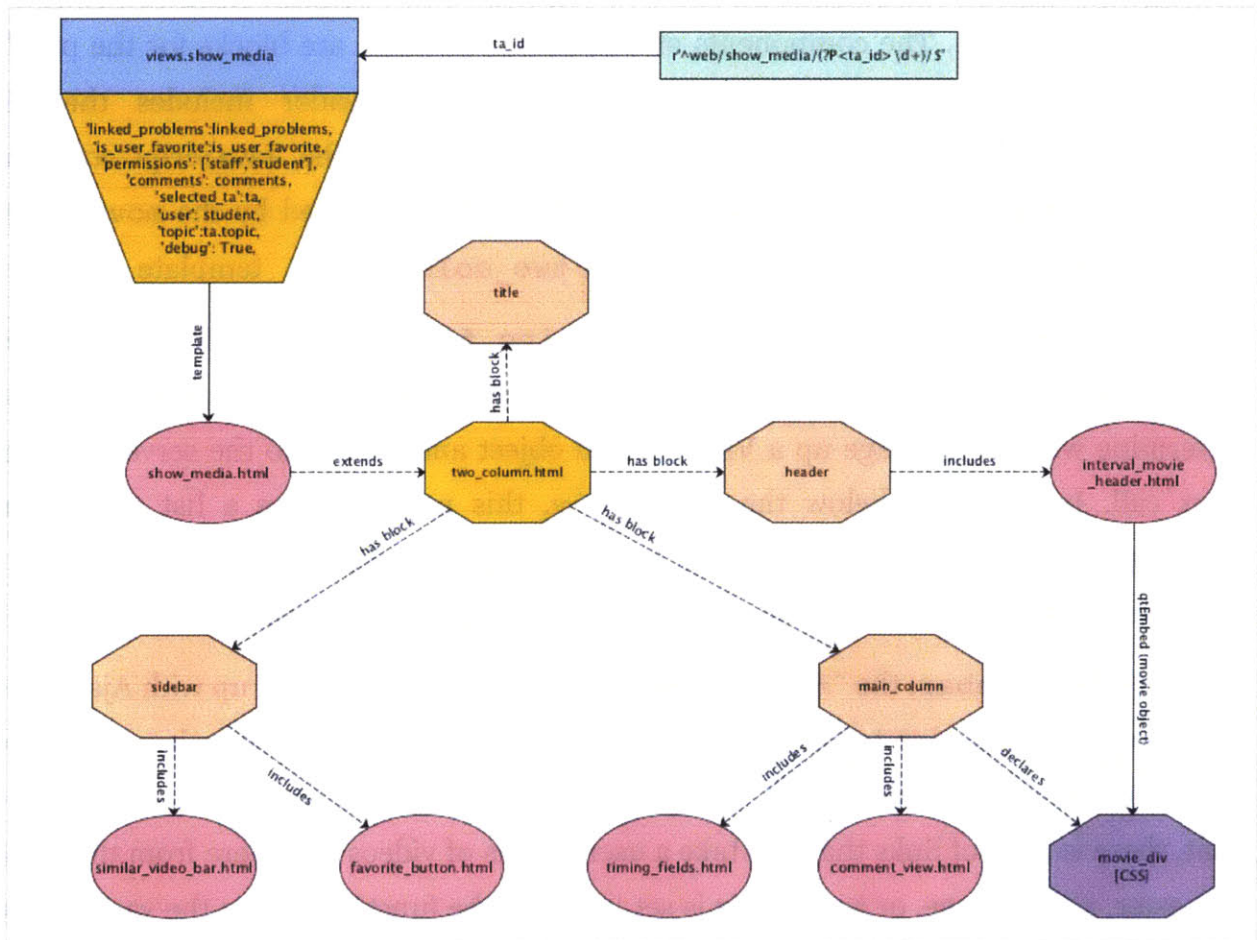 views.show_media
ta_id
r'^web/show_media/(?P<ta_id>\d+)/$'
'linked_problems':linked_problems,
'is_user_favorite':is_user_favorite,
'permissions': ['staff','student'],
'comments': comments,
'selected_ta':ta,
'user': student,
'topic':ta.topic,
'debug': True,
template
title
has block
show_media.html
extends
two_column.html
has block
header
includes
interval_movie
_header.html
has block
has block
qtEmbed (movie object)
sidebar
main_column
includes
includes
includes
includes
declares
similar_video_bar.html
favorite_button.html
timing_fields.html
comment_view.html
movie_div
[CSS]